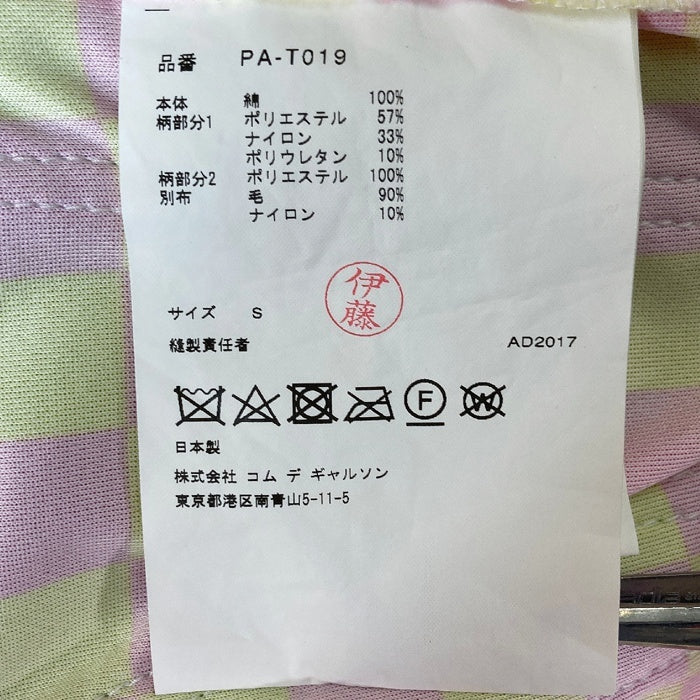 品番 PA-T019
本体 綿 100%
柄部分1 ポリエステル 57%
ナイロン 33%
ポリウレタン 10%
柄部分2 ポリエステル 100%
別布 毛 90%
ナイロン 10%
伊藤
サイズ S
縫製責任者 AD2017
F W
日本製
株式会社 コム デ ギャルソン
東京都港区南青山5-11-5